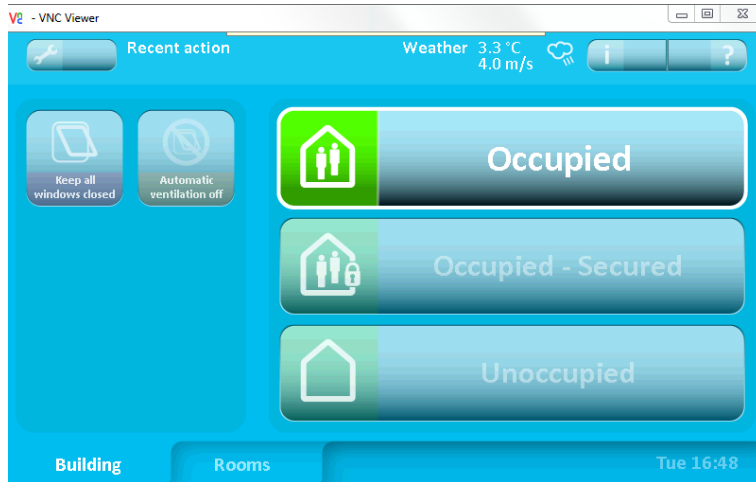 - VNC Viewer
Recent action
Weather 3.3 °C
4.0 m/s
i
?
Keep all
windows closed
Automatic
ventilation off
Occupied
Occupied - Secured
Unoccupied
Building
Rooms
Tue 16:48